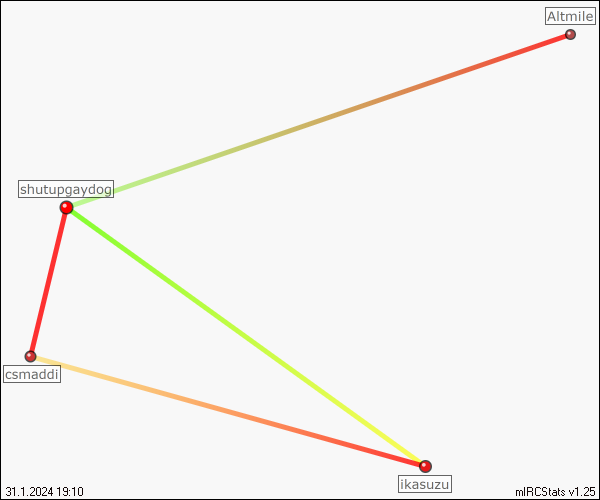 Altmile
shutupgaydog
csmaddi
ikasuzu
31.1.2024 19:10
mIRCStats v1.25